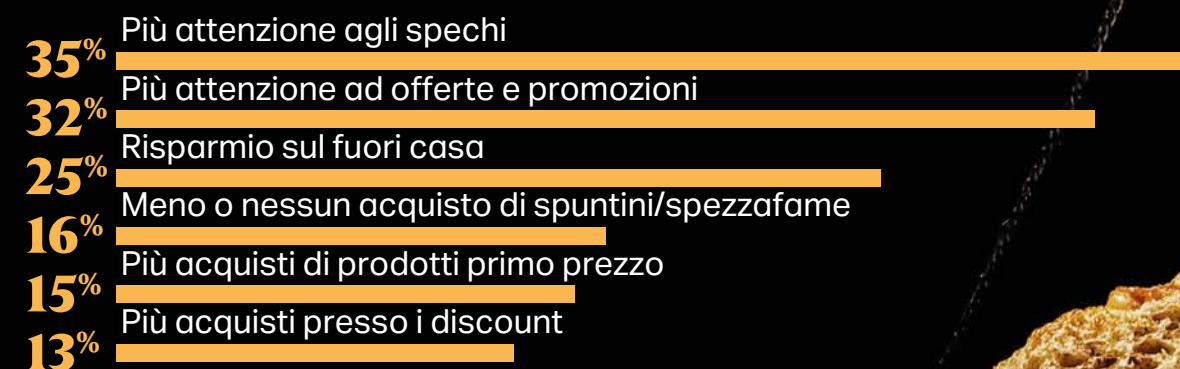 Più attenzione agli spechi
35%
Più attenzione ad offerte e promozioni
32%
Risparmio sul fuori casa
25%
Meno o nessun acquisto di spuntini/spezzafame
16%
Più acquisti di prodotti primo prezzo
15%
Più acquisti presso i discount
13%